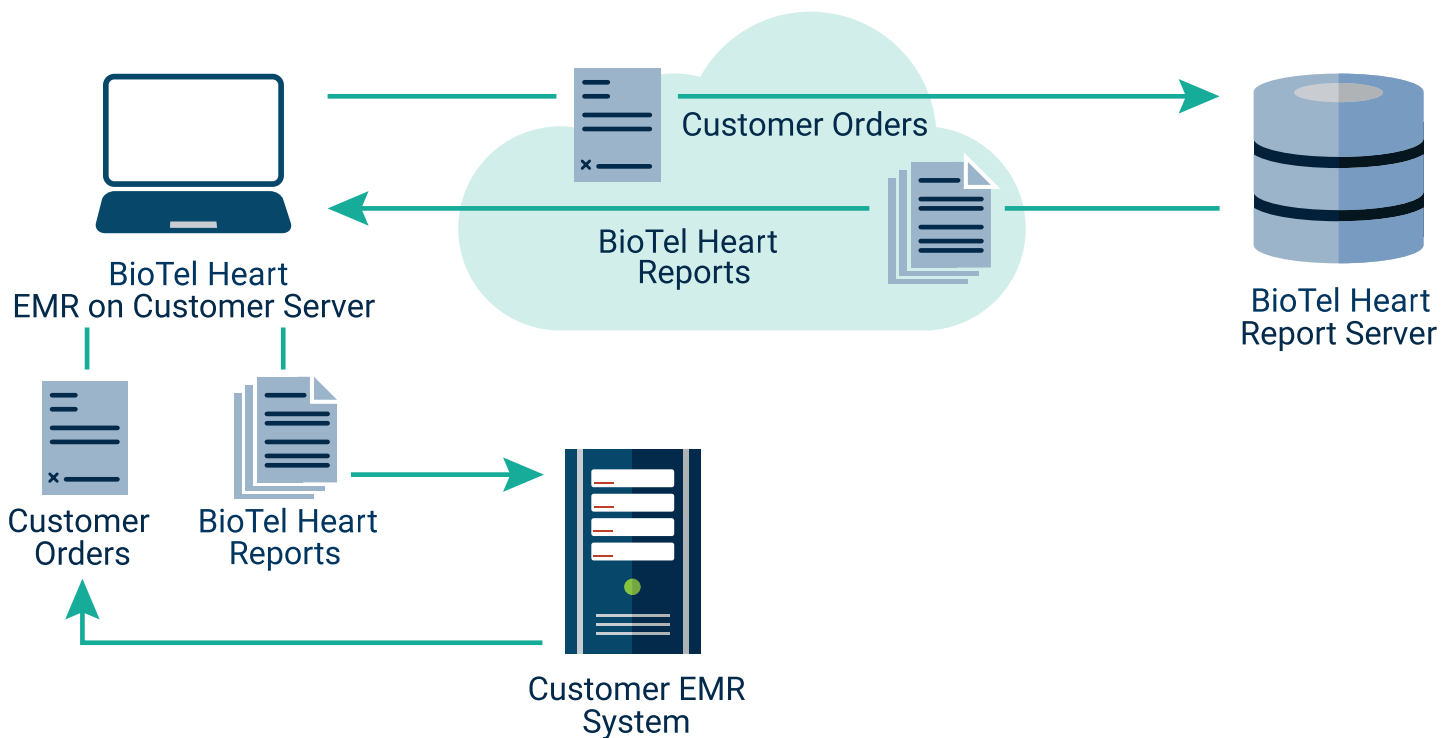 Customer Orders
BioTel Heart
Reports
BioTel Heart
EMR on Customer Server
BioTel Heart
Report Server
Customer
Orders
BioTel Heart
Reports
Customer EMR
System